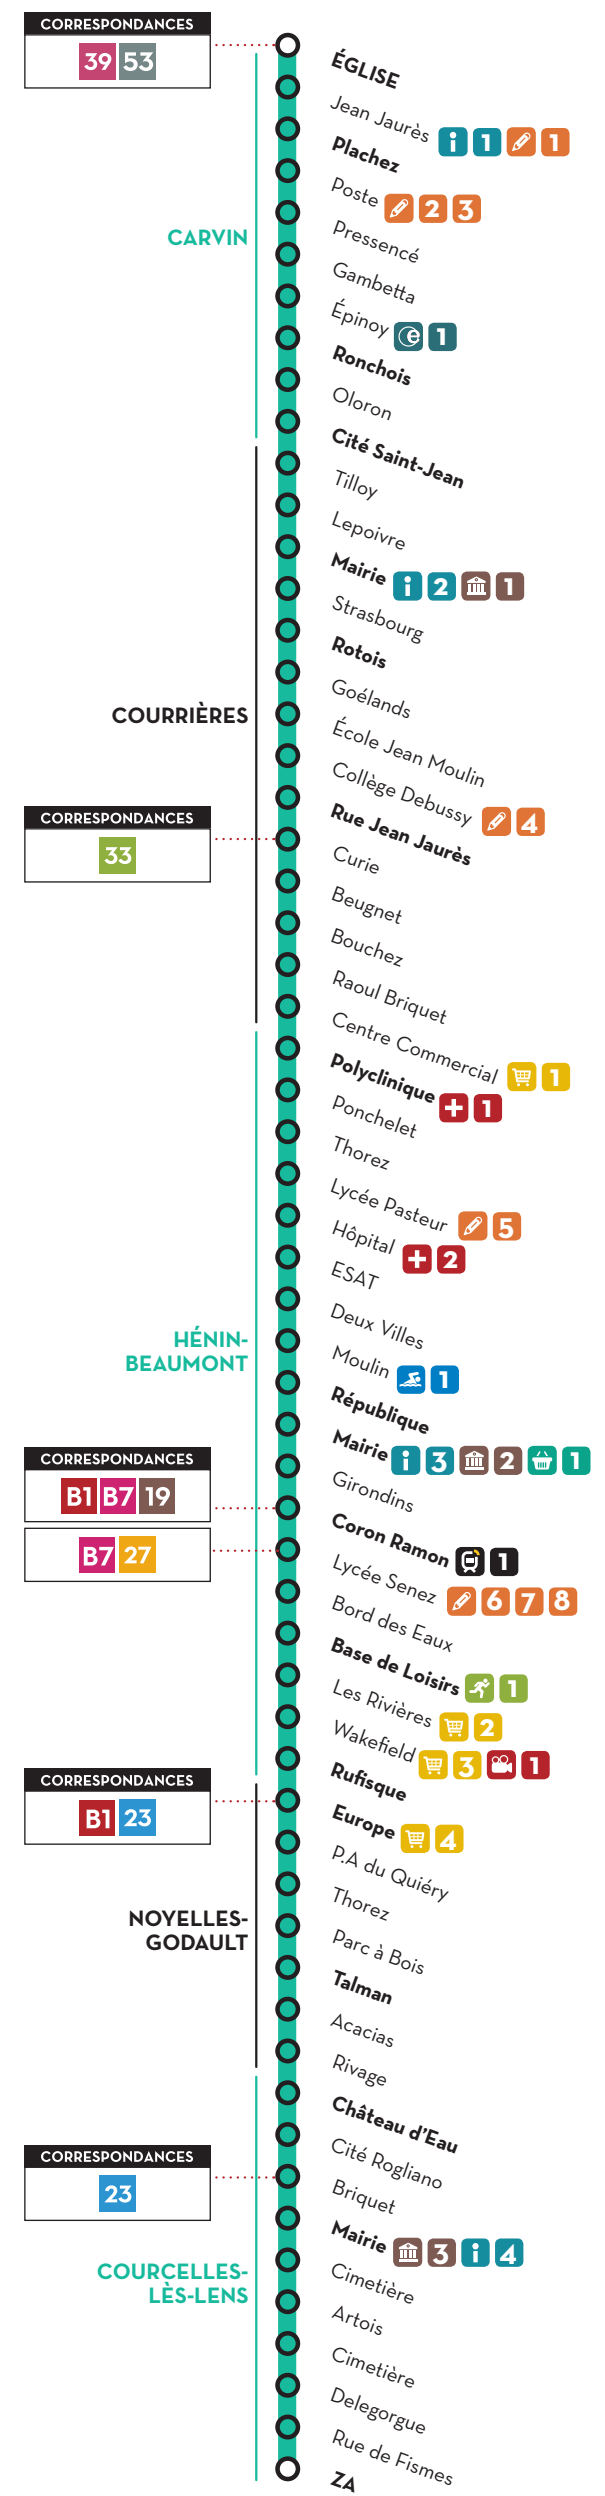 CORRESPONDANCES
39 53
ÉGLISE
Jean Jaurès i 1 1
Plachez
Poste 2 3
CARVIN
Pressencé
Gambetta
Épinoy e 1
Ronchois
Oloron
Cité Saint-Jean
Tilloy
Lepoivre
Mairie i 2 1
Strasbourg
Rotois
Goélands
COURRIÈRES
École Jean Moulin
Collège Debussy 4
CORRESPONDANCES
33
Rue Jean Jaurès
Curie
Beugnet
Bouchez
Raoul Briquet
Centre Commercial 1
Polyclinique 1
Ponchelet
Thorez
Lycée Pasteur 5
Hôpital 2
ESAT
Deux Villes
HÉNIN-
BEAUMONT
Moulin 1
République
Mairie i 3 2 1
CORRESPONDANCES
B1 B7 19
Girondins
B7 27
Coron Ramon 1
Lycée Senez 6 7 8
Bord des Eaux
Base de Loisirs 1
Les Rivières 2
Wakefield 3 1
Rufisque
CORRESPONDANCES
B1 23
Europe 4
P.A du Quiéry
Thorez
NOYELLES-
GODAULT
Parc à Bois
Talman
Acacias
Rivage
Château d'Eau
Cité Rogliano
CORRESPONDANCES
23
Briquet
Mairie 3 i 4
COURCELLES-
LÈS-LENS
Cimetière
Artois
Cimetière
Delegorgue
Rue de Fismes
ZA